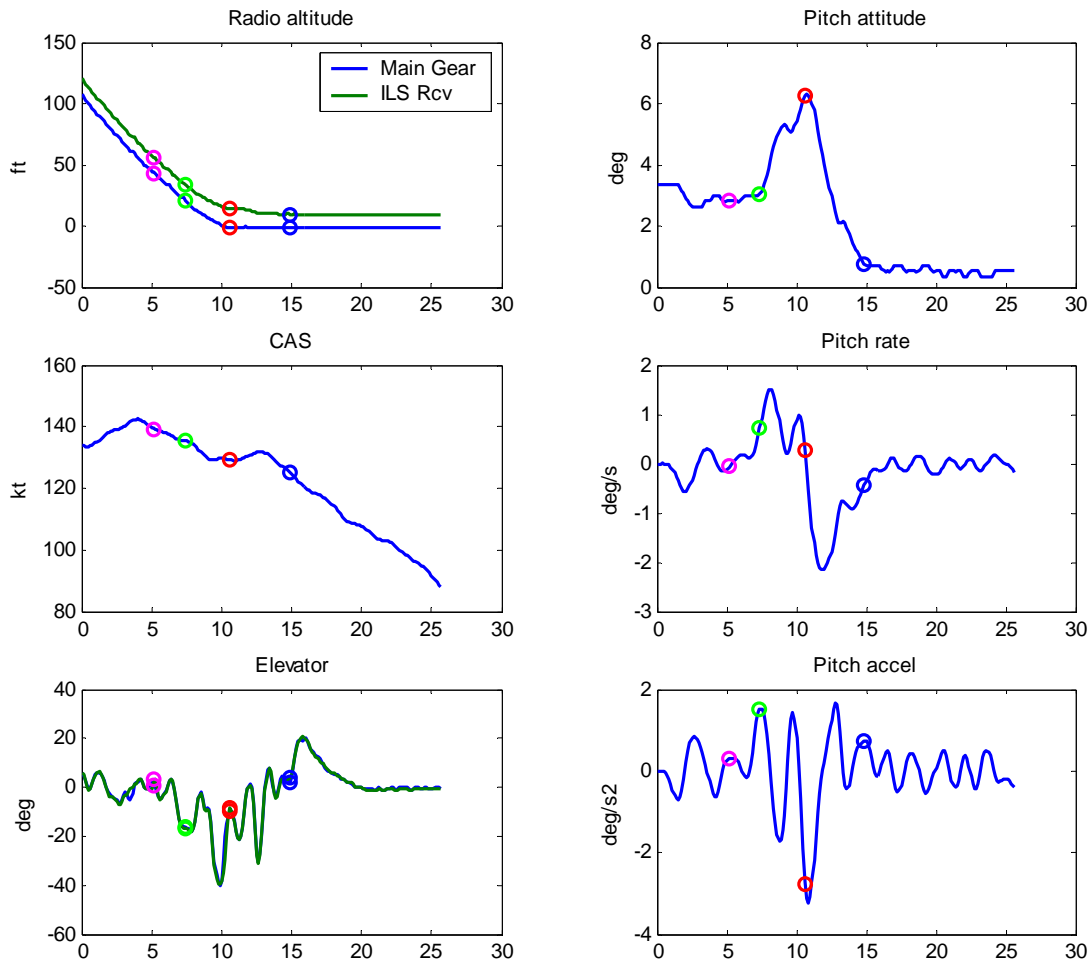 Radio altitude
150
100
50
0
-50
ft
Main Gear
ILS Rcv
0 5 10 15 20 25 30
Pitch attitude
8
6
4
2
0
deg
0 5 10 15 20 25 30
CAS
160
140
120
100
80
kt
0 5 10 15 20 25 30
Pitch rate
2
1
0
-1
-2
-3
deg/s
0 5 10 15 20 25 30
Elevator
40
20
0
-20
-40
-60
deg
0 5 10 15 20 25 30
Pitch accel
2
0
-2
-4
deg/s2
0 5 10 15 20 25 30